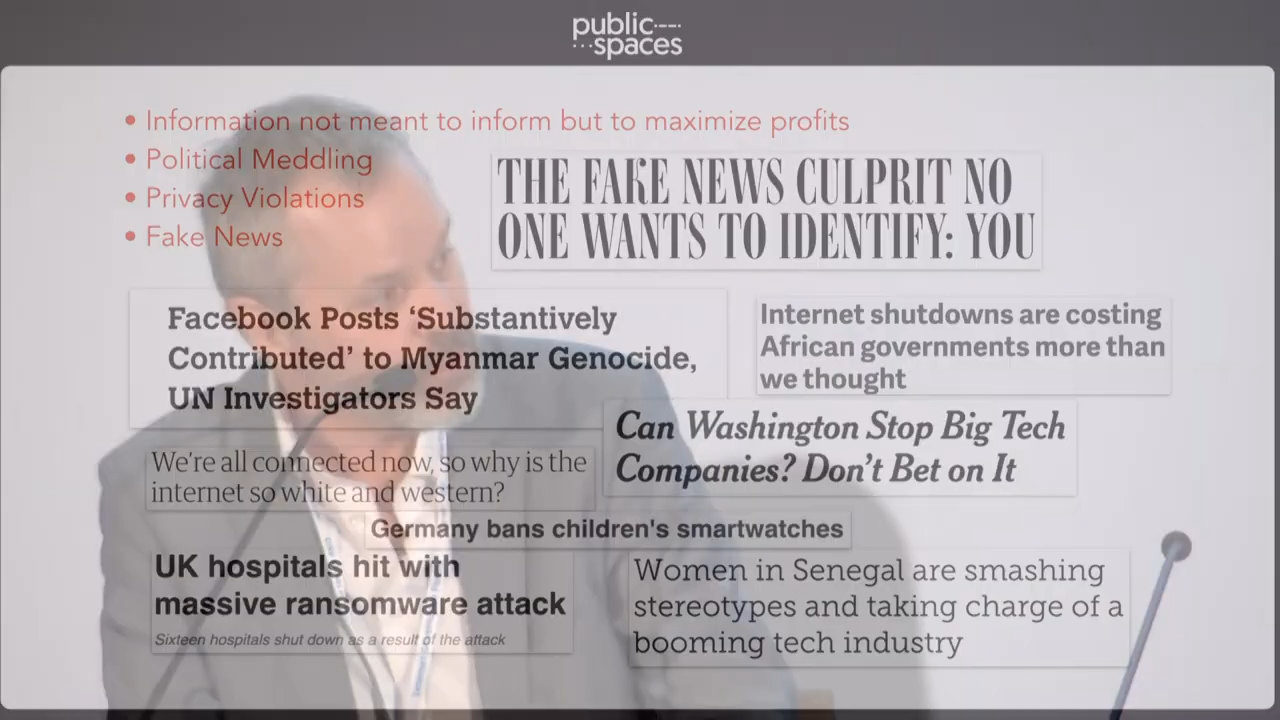 public
spaces
• Information not meant to inform but to maximize profits
• Political Meddling
• Privacy Violations
• Fake News
THE FAKE NEWS CULPRIT NO
ONE WANTS TO IDENTIFY: YOU
Facebook Posts ‘Substantively
Contributed’ to Myanmar Genocide,
UN Investigators Say
Internet shutdowns are costing
African governments more than
we thought
Can Washington Stop Big Tech
Companies? Don’t Bet on It
We're all connected now, so why is the
internet so white and western?
Germany bans children's smartwatches
UK hospitals hit with
massive ransomware attack
Sixteen hospitals shut down as a result of the attack
Women in Senegal are smashing
stereotypes and taking charge of a
booming tech industry